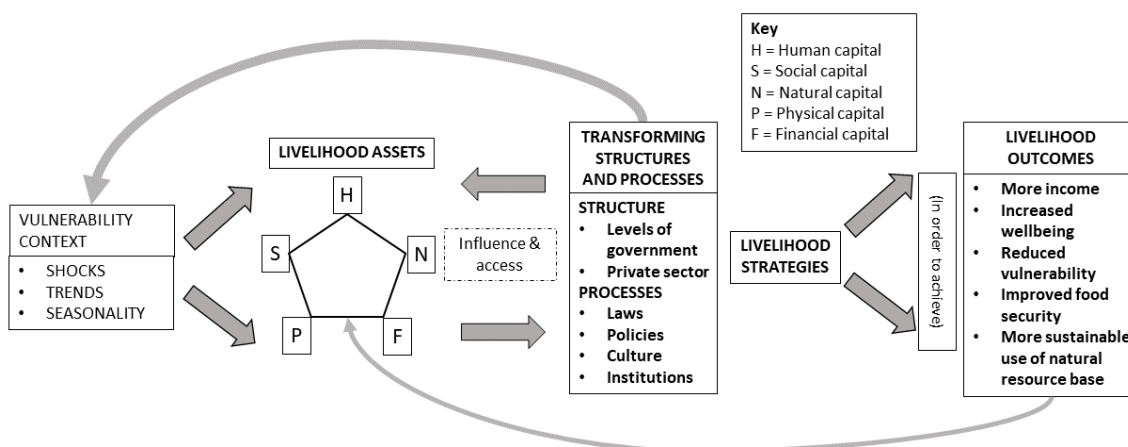 Key
H = Human capital
S = Social capital
N = Natural capital
P = Physical capital
F = Financial capital
VULNERABILITY
CONTEXT
• SHOCKS
• TRENDS
• SEASONALITY
LIVELIHOOD ASSETS
H
S
N
P
F
Influence &
access
TRANSFORMING
STRUCTURES
AND PROCESSES
STRUCTURE
• Levels of
government
• Private sector
PROCESSES
• Laws
• Policies
• Culture
• Institutions
LIVELIHOOD
STRATEGIES
(In order to achieve)
LIVELIHOOD
OUTCOMES
• More income
• Increased
wellbeing
• Reduced
vulnerability
• Improved food
security
• More sustainable
use of natural
resource base